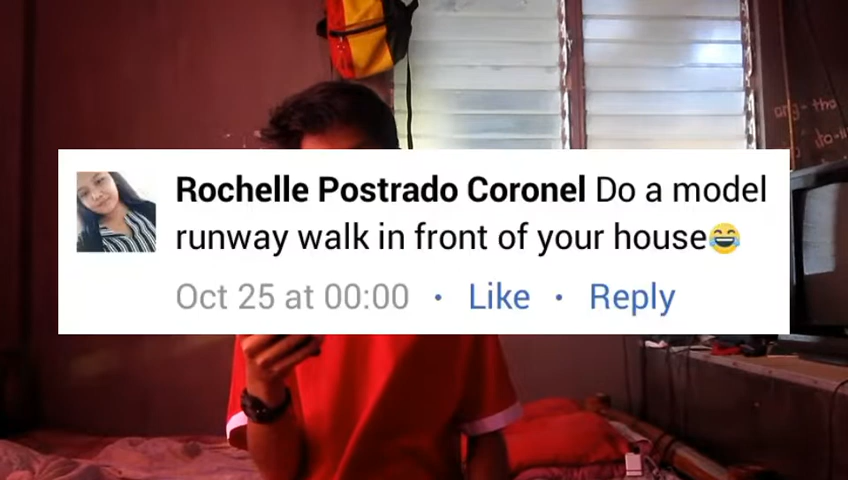 Rochelle Postrado Coronel Do a model
runway walk in front of your house😂
Oct 25 at 00:00 · Like · Reply